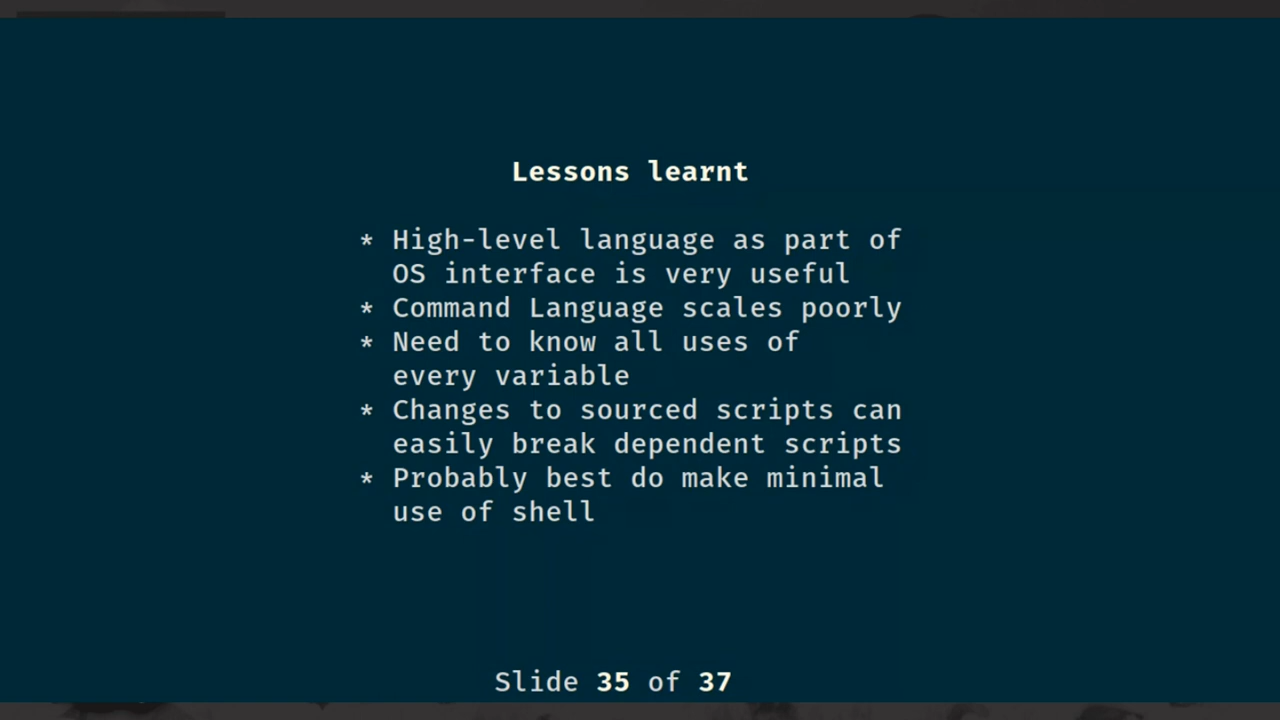 Lessons learnt
* High-level language as part of
OS interface is very useful
* Command Language scales poorly
* Need to know all uses of
every variable
* Changes to sourced scripts can
easily break dependent scripts
* Probably best do make minimal
use of shell
Slide 35 of 37